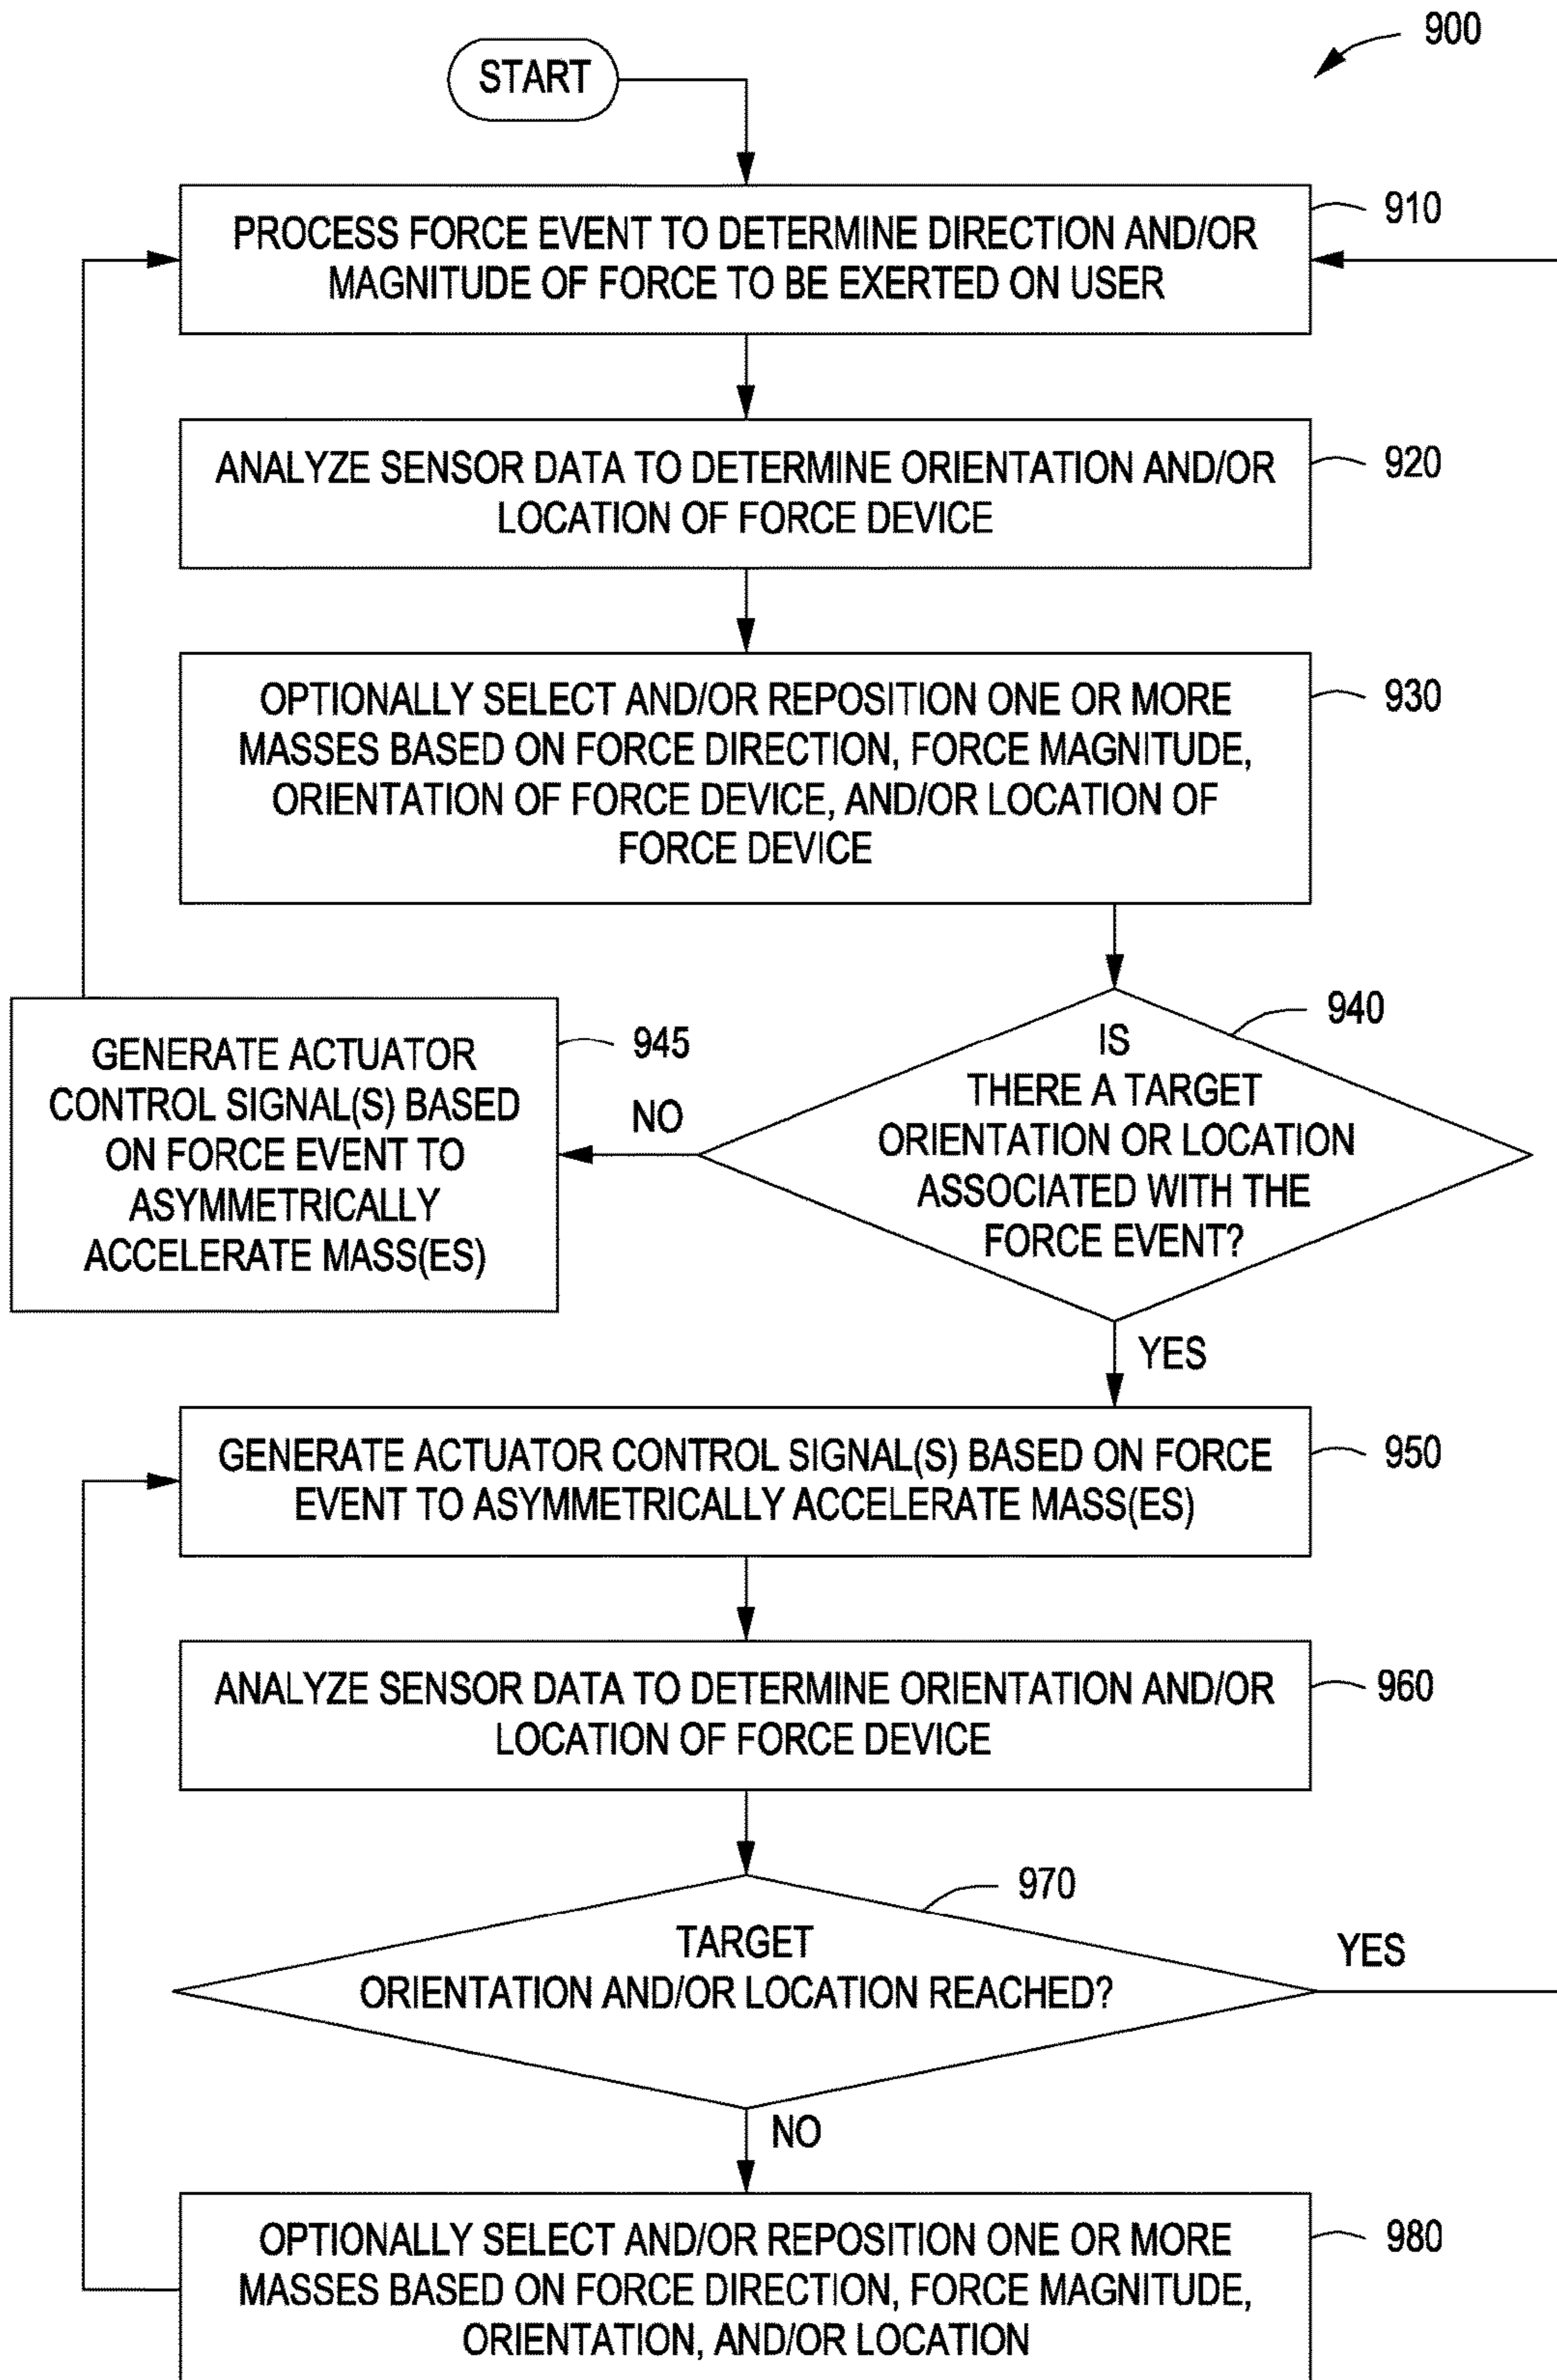 900
START
PROCESS FORCE EVENT TO DETERMINE DIRECTION AND/OR
MAGNITUDE OF FORCE TO BE EXERTED ON USER
910
ANALYZE SENSOR DATA TO DETERMINE ORIENTATION AND/OR
LOCATION OF FORCE DEVICE
920
OPTIONALLY SELECT AND/OR REPOSITION ONE OR MORE
MASSES BASED ON FORCE DIRECTION, FORCE MAGNITUDE,
ORIENTATION OF FORCE DEVICE, AND/OR LOCATION OF
FORCE DEVICE
930
IS
THERE A TARGET
ORIENTATION OR LOCATION
ASSOCIATED WITH THE
FORCE EVENT?
940
NO
GENERATE ACTUATOR
CONTROL SIGNAL(S) BASED
ON FORCE EVENT TO
ASYMMETRICALLY
ACCELERATE MASS(ES)
945
YES
GENERATE ACTUATOR CONTROL SIGNAL(S) BASED ON FORCE
EVENT TO ASYMMETRICALLY ACCELERATE MASS(ES)
950
ANALYZE SENSOR DATA TO DETERMINE ORIENTATION AND/OR
LOCATION OF FORCE DEVICE
960
TARGET
ORIENTATION AND/OR LOCATION REACHED?
970
YES
NO
OPTIONALLY SELECT AND/OR REPOSITION ONE OR MORE
MASSES BASED ON FORCE DIRECTION, FORCE MAGNITUDE,
ORIENTATION, AND/OR LOCATION
980